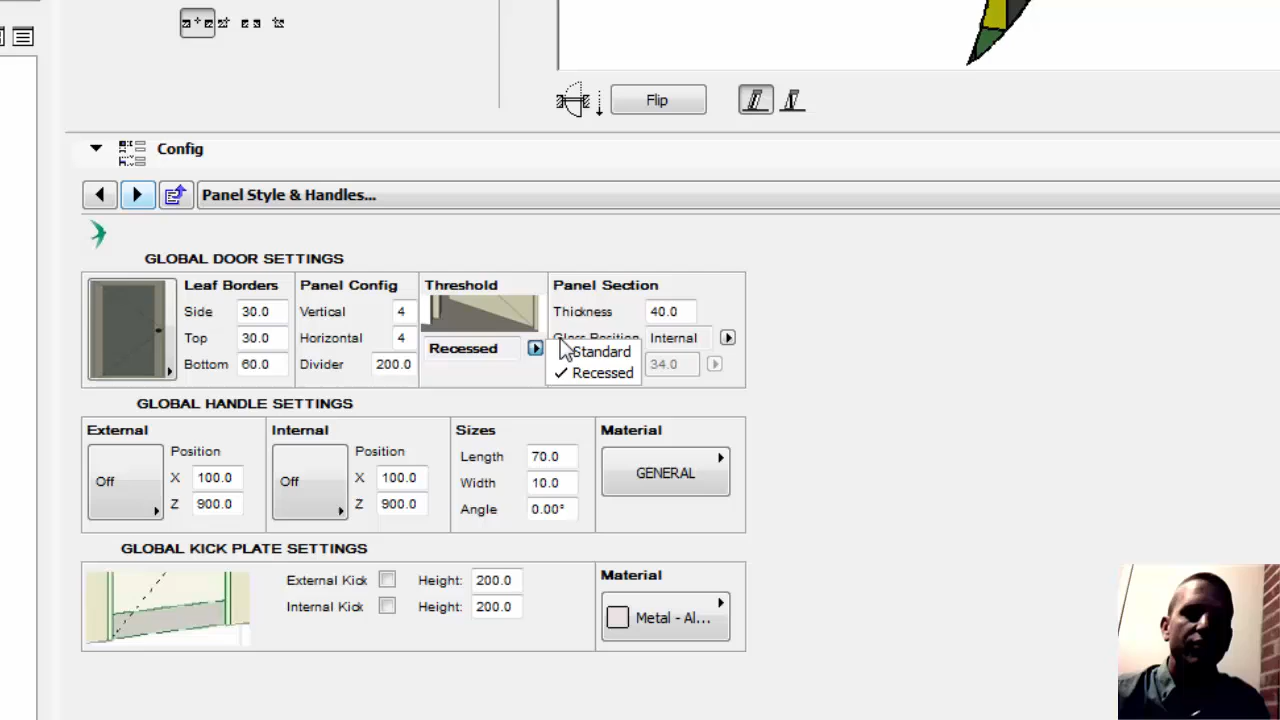 Flip
Config
Panel Style & Handles...
GLOBAL DOOR SETTINGS
Leaf Borders
Side 30.0
Top 30.0
Bottom 60.0
Panel Config
Vertical 4
Horizontal 4
Divider 200.0
Threshold
Recessed
Standard
Recessed
Panel Section
Thickness 40.0
Glass Position Internal
34.0
GLOBAL HANDLE SETTINGS
External
Off
Position
X 100.0
Z 900.0
Internal
Off
Position
X 100.0
Z 900.0
Sizes
Length 70.0
Width 10.0
Angle 0.00°
Material
GENERAL
GLOBAL KICK PLATE SETTINGS
External Kick Height: 200.0
Internal Kick Height: 200.0
Material
Metal - Al...